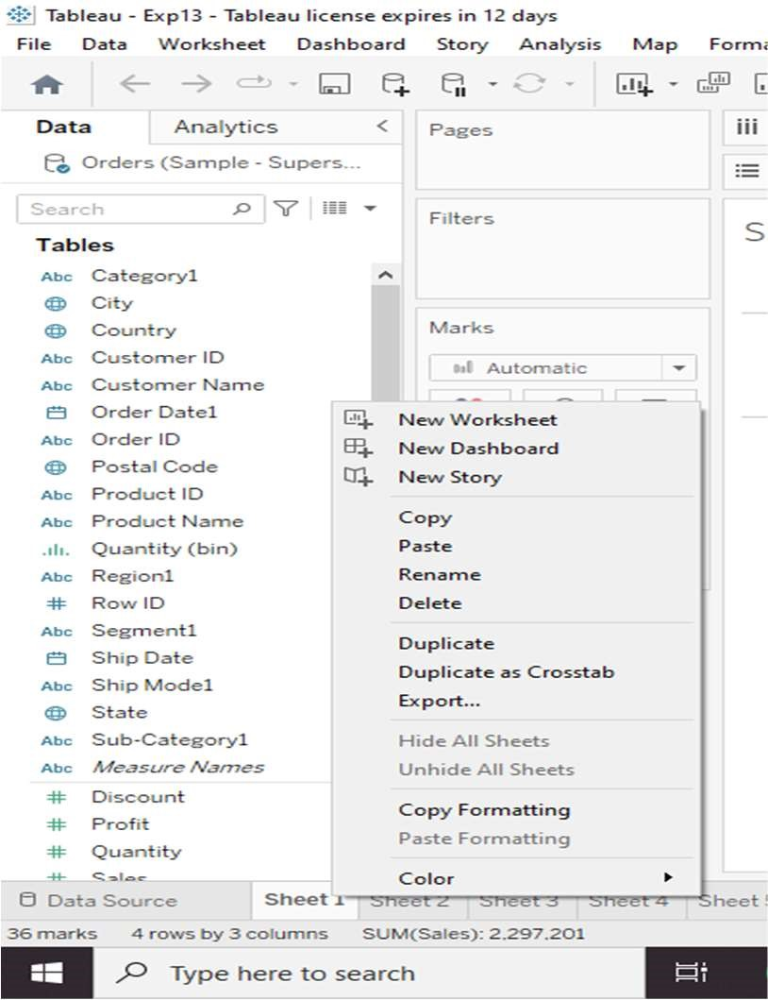 Tableau - Exp13 - Tableau license expires in 12 days
File Data Worksheet Dashboard Story Analysis Map
Data Analytics
Orders (Sample - Supers...
Search
Tables
Abc Category1
City
Country
Abc Customer ID
Abc Customer Name
Order Date1
Abc Order ID
Postal Code
Abc Product ID
Abc Product Name
Quantity (bin)
Abc Region1
# Row ID
Abc Segment1
Ship Date
Abc Ship Mode1
State
Abc Sub-Category1
Abc Measure Names
# Discount
# Profit
# Quantity
# Sales
Pages
Filters
Marks
Automatic
New Worksheet
New Dashboard
New Story
Copy
Paste
Rename
Delete
Duplicate
Duplicate as Crosstab
Export...
Hide All Sheets
Unhide All Sheets
Copy Formatting
Paste Formatting
Color
Data Source Sheet 1 Sheet 2 Sheet 3 Sheet 4 Sheet
36 marks 4 rows by 3 columns SUM(Sales): 2,297,201
Type here to search